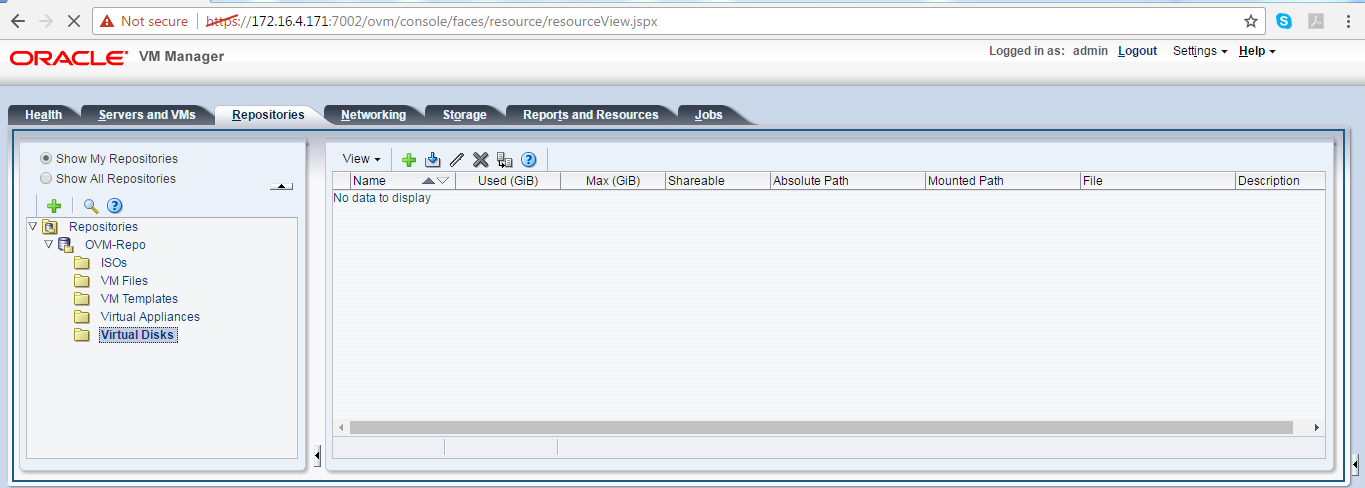 Not secure https://172.16.4.171:7002/ovm/console/faces/resource/resourceView.jspx
ORACLE VM Manager Logged in as: admin Logout Settings Help
Health Servers and VMs Repositories Networking Storage Reports and Resources Jobs
Show My Repositories
Show All Repositories
Repositories
OVM-Repo
ISOs
VM Files
VM Templates
Virtual Appliances
Virtual Disks
View
Name Used (GiB) Max (GiB) Shareable Absolute Path Mounted Path File Description
No data to display